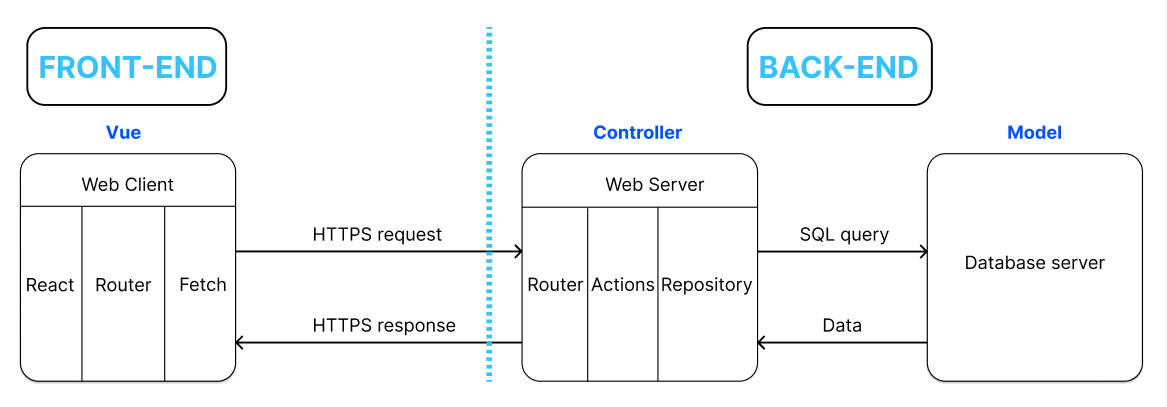 FRONT-END
BACK-END
Vue
Controller
Model
Web Client
Web Server
HTTPS request
SQL query
Database server
React
Router
Fetch
Router
Actions
Repository
HTTPS response
Data